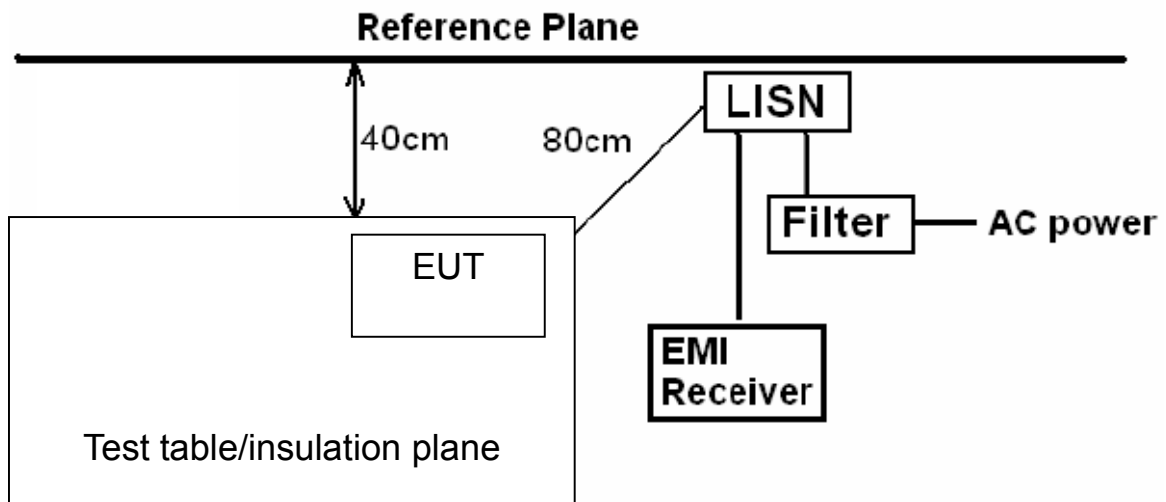 Reference Plane
40cm
80cm
LISN
Filter
AC power
EUT
EMI
Receiver
Test table/insulation plane